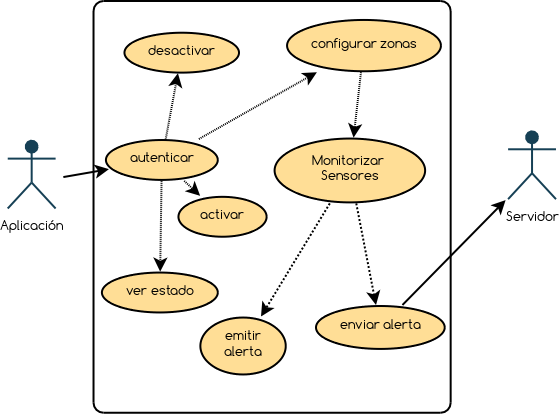 desactivar
configurar zonas
autenticar
Monitorizar
Sensores
Aplicación
activar
Servidor
ver estado
emitir
alerta
enviar alerta